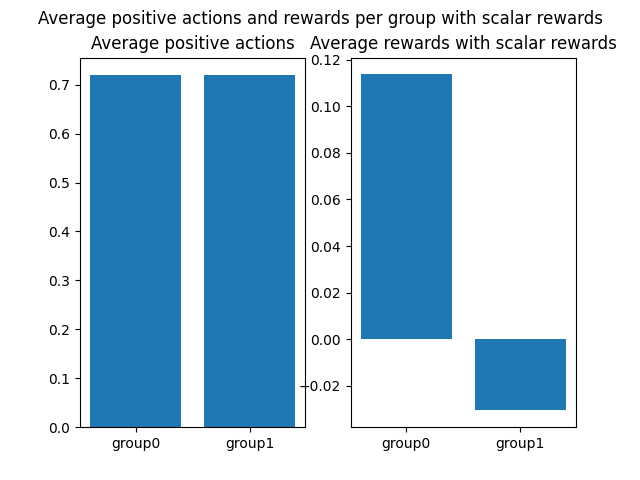 Average positive actions and rewards per group with scalar rewards
Average positive actions
0.7
0.6
0.5
0.4
0.3
0.2
0.1
0.0
group0
group1
Average rewards with scalar rewards
0.12
0.10
0.08
0.06
0.04
0.02
0.00
−0.02
group0
group1